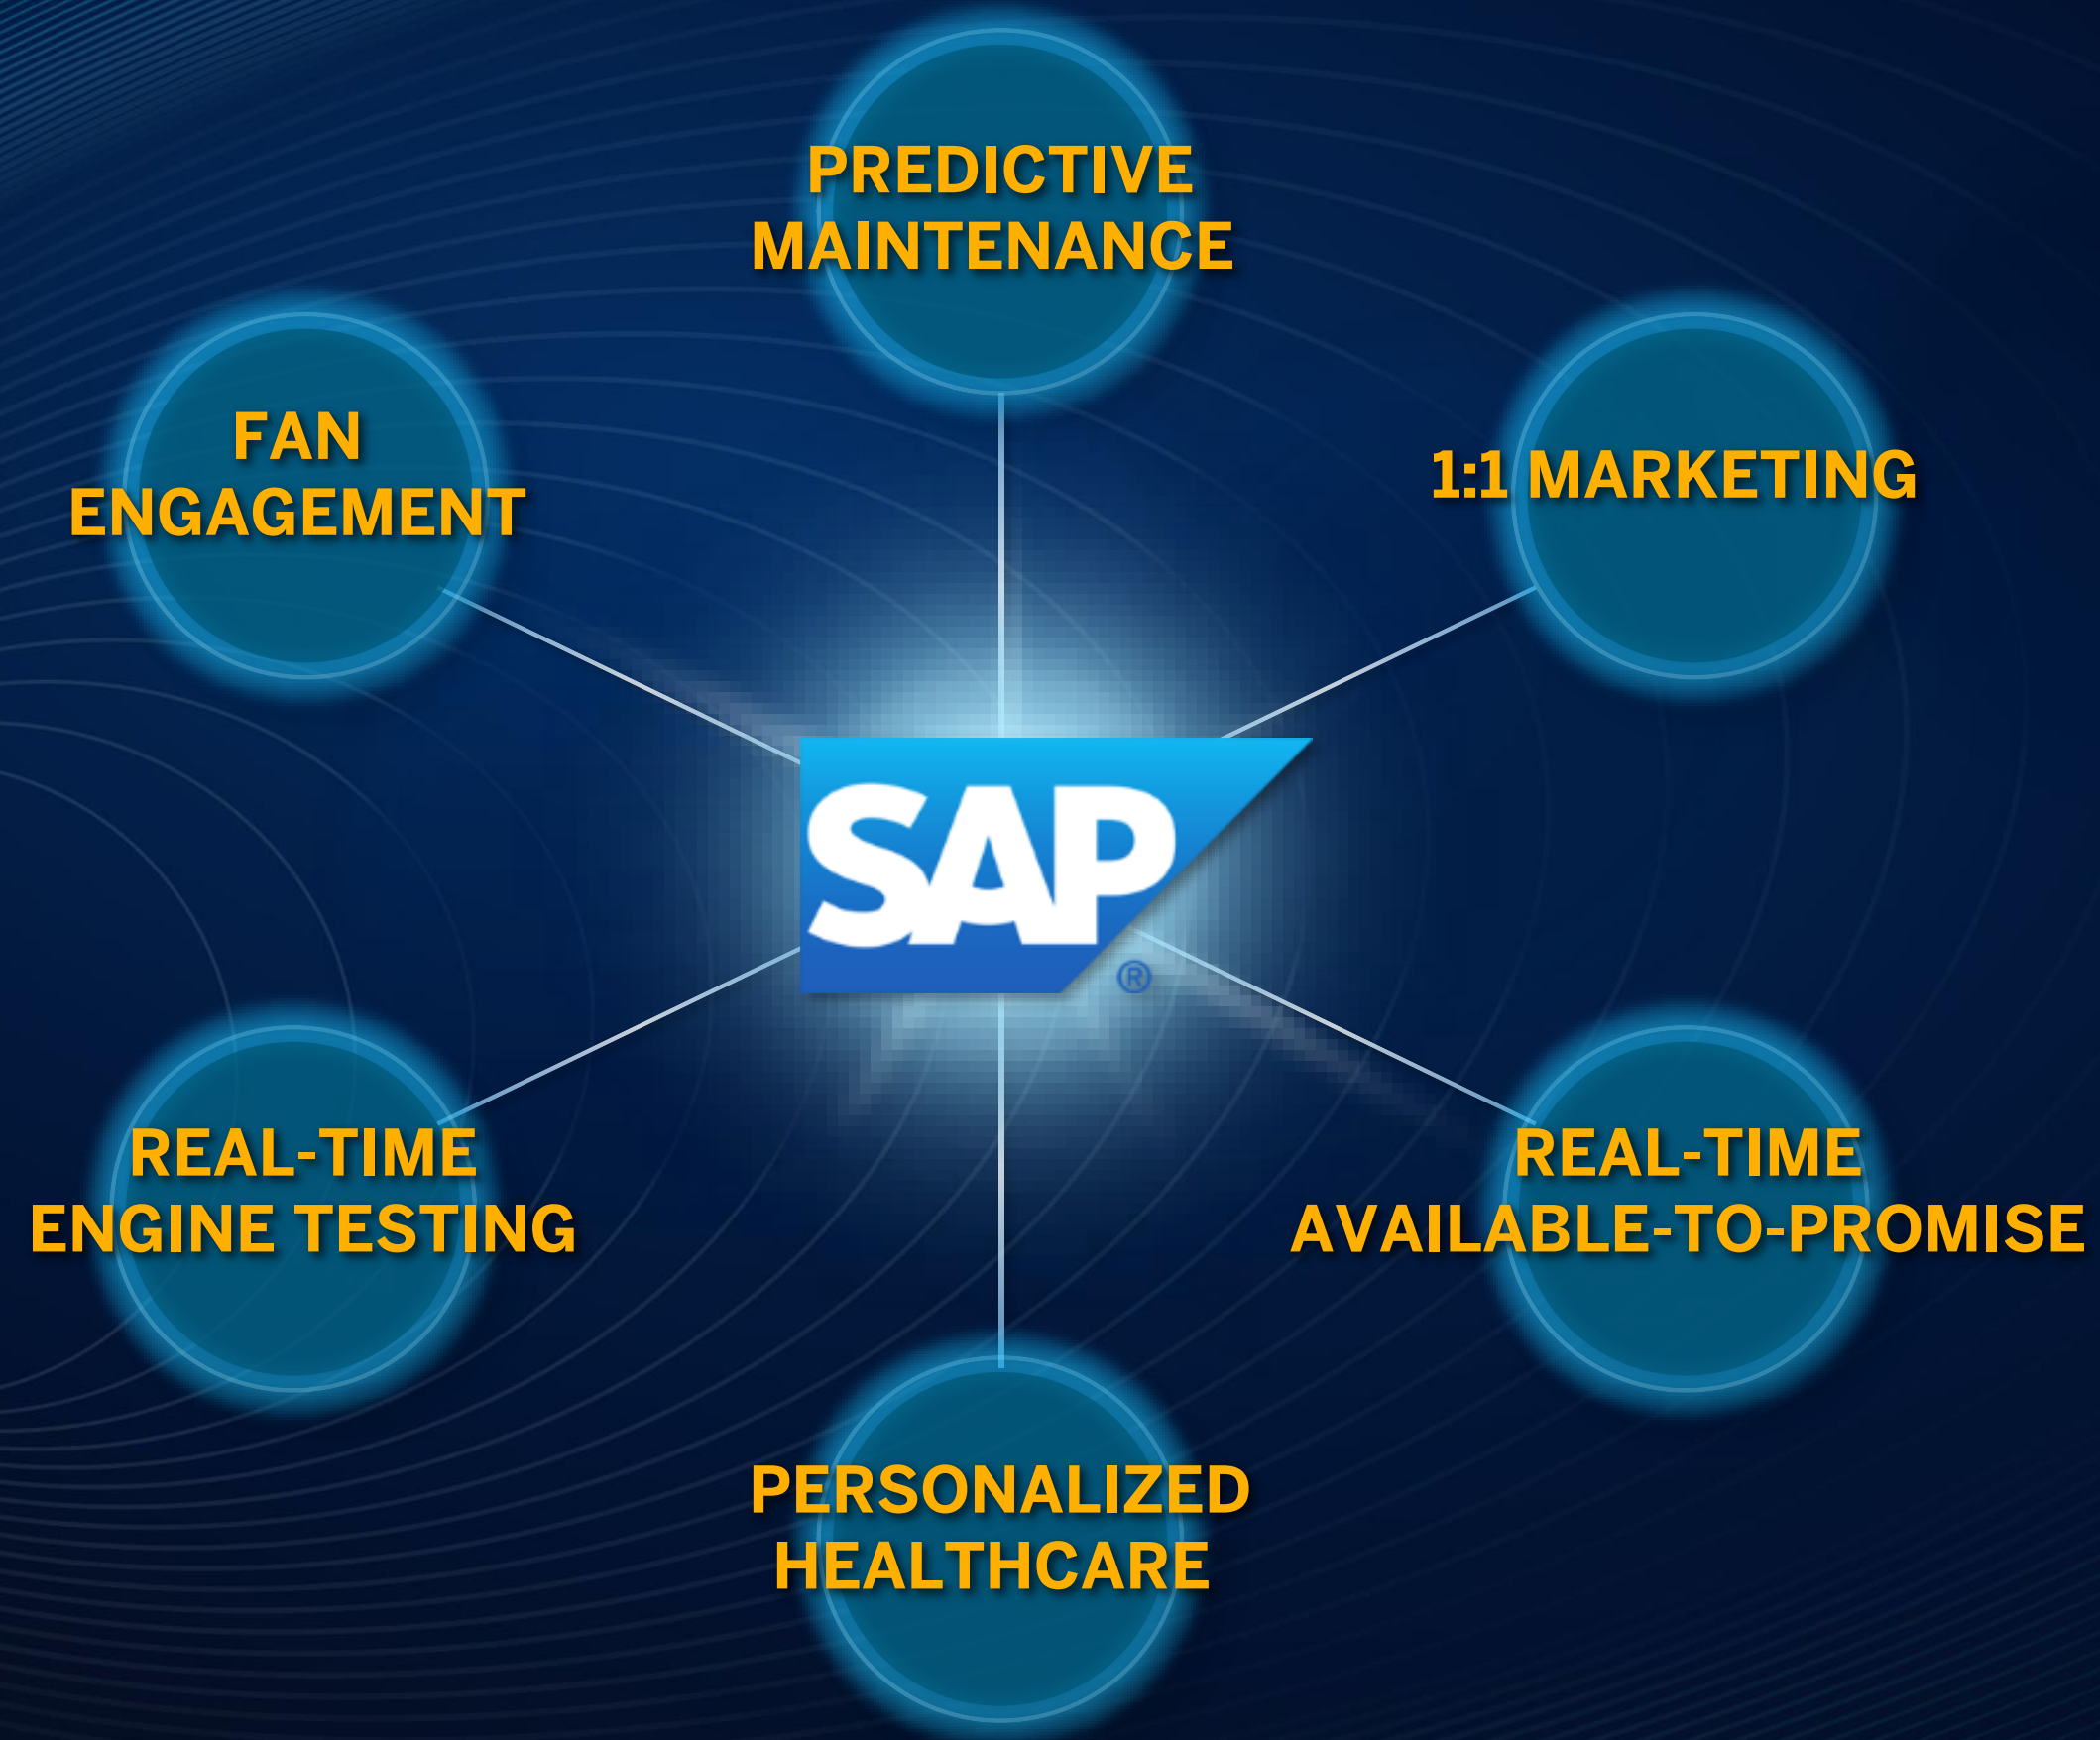 PREDICTIVE
MAINTENANCE
FAN
ENGAGEMENT
1:1 MARKETING
SAP
®
REAL-TIME
ENGINE TESTING
REAL-TIME
AVAILABLE-TO-PROMISE
PERSONALIZED
HEALTHCARE